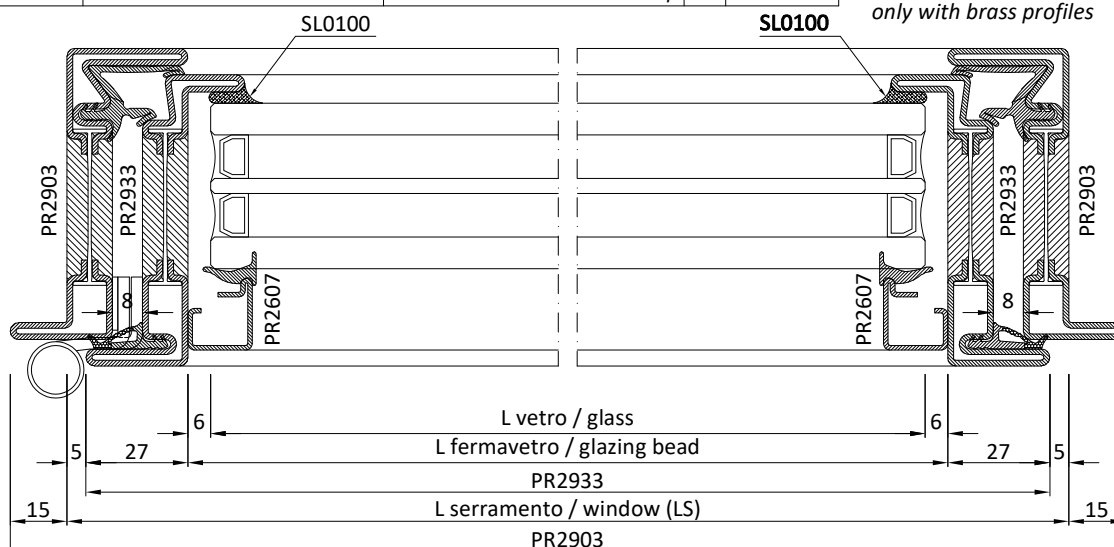 only with brass profiles
SL0100 SL0100
PR2903 PR2933 PR2933 PR2903
8 PR2607 PR2607 8
6 L vetro / glass 6
5 27 L fermavetro / glazing bead 27 5
PR2933
15 L serramento / window (LS) 15
PR2903